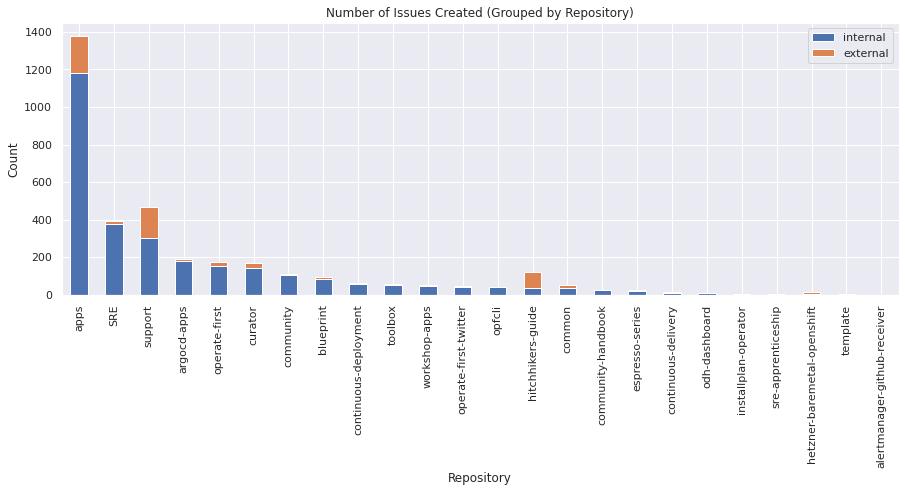 Number of Issues Created (Grouped by Repository)
internal
external
Count
1400
1200
1000
800
600
400
200
0
apps
SRE
support
argocd-apps
operate-first
curator
community
blueprint
continuous-deployment
toolbox
workshop-apps
operate-first-twitter
opfcli
hitchhikers-guide
common
community-handbook
espresso-series
continuous-delivery
odh-dashboard
installplan-operator
sre-apprenticeship
hetzner-baremetal-openshift
template
alertmanager-github-receiver
Repository